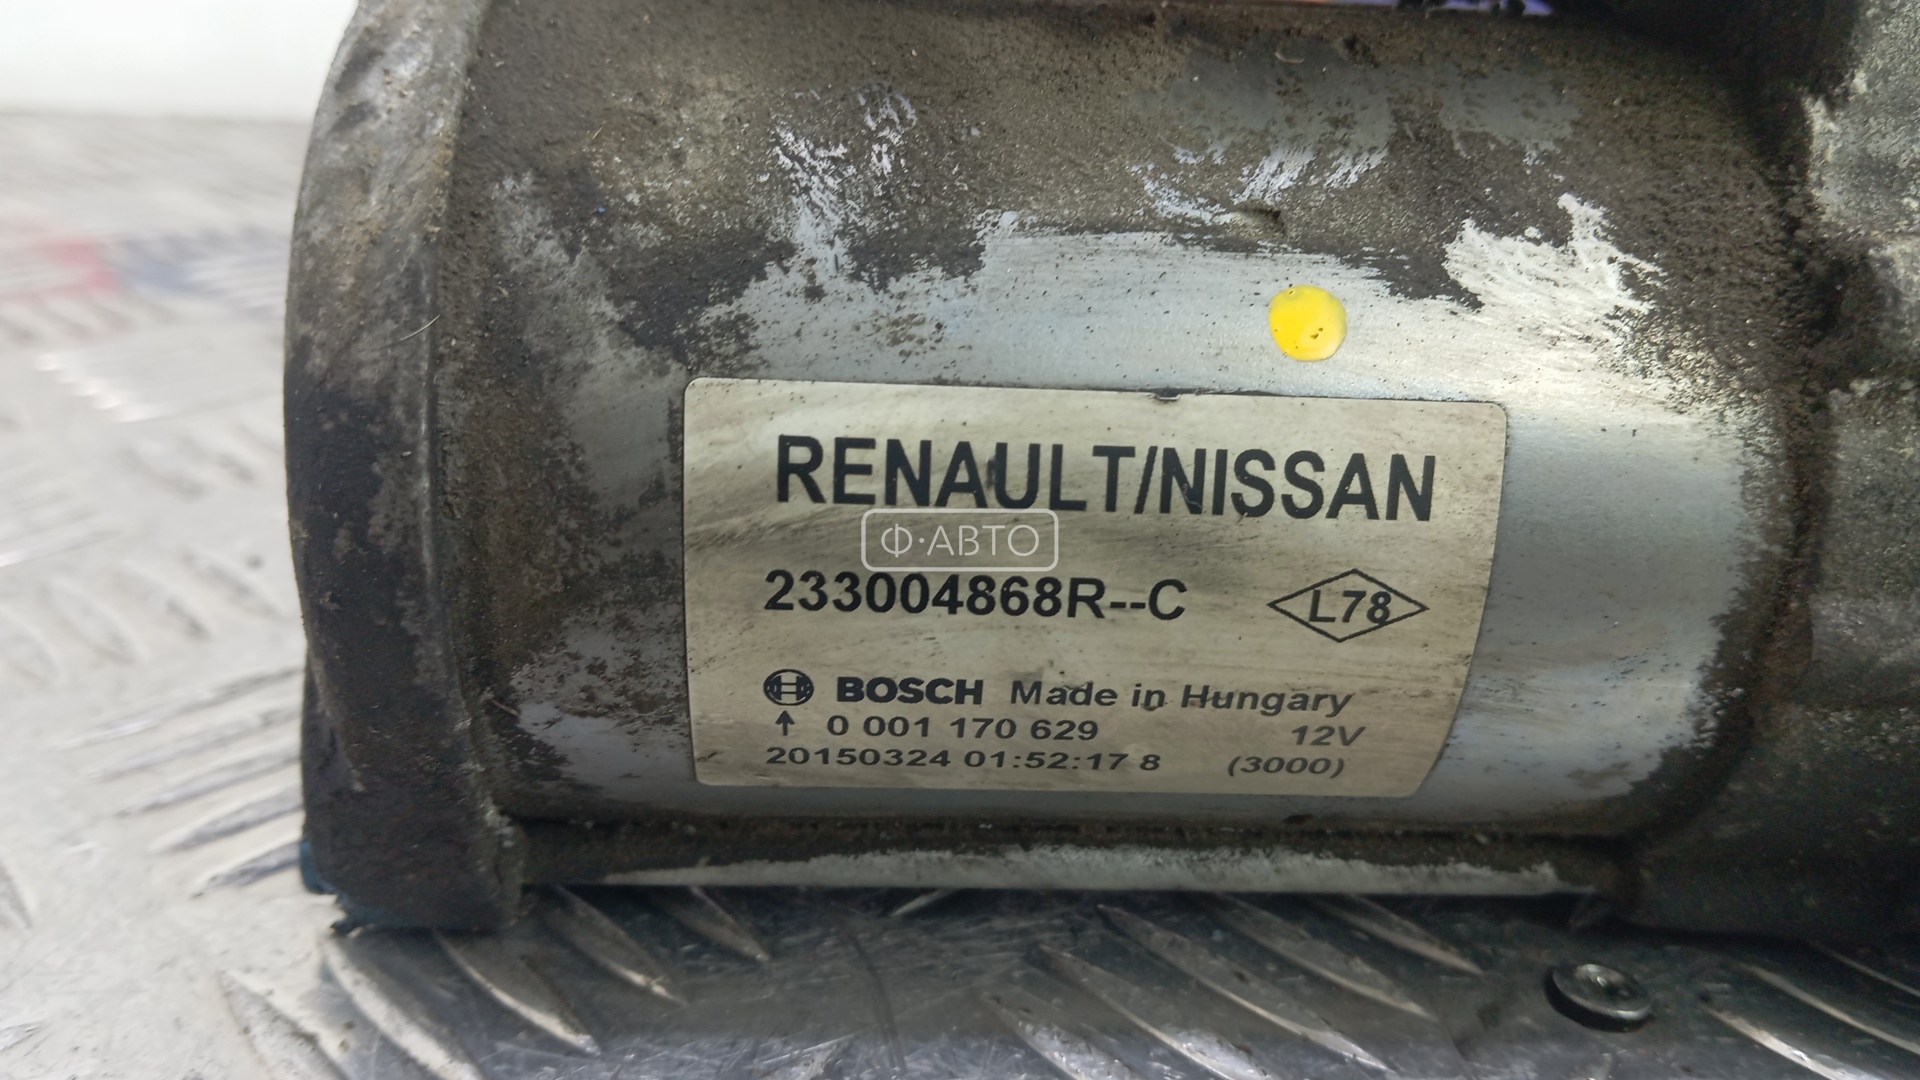 RENAULT/NISSAN
Ф·АВТО
233004868R--C
L78
BOSCH Made in Hungary
↑ 0 001 170 629 12V
20150324 01:52:17 8 (3000)